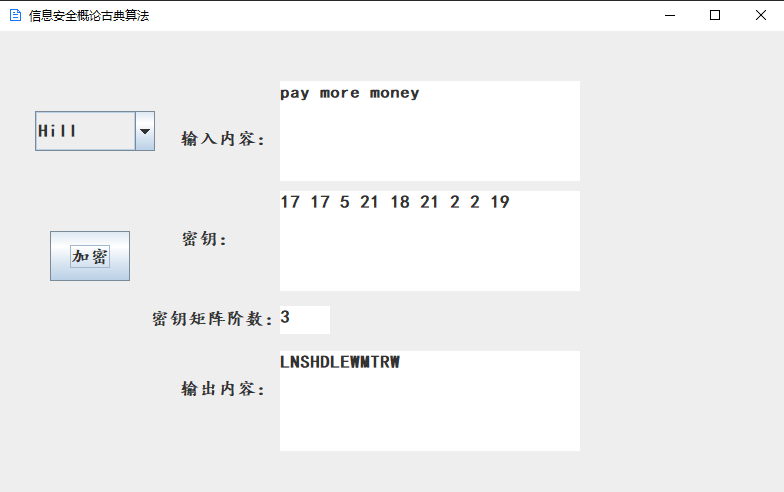 信息安全概论古典算法
pay more money
Hill
输入内容：
17 17 5 21 18 21 2 2 19
密钥：
加密
密钥矩阵阶数：3
LNSHDLEWMTRW
输出内容：